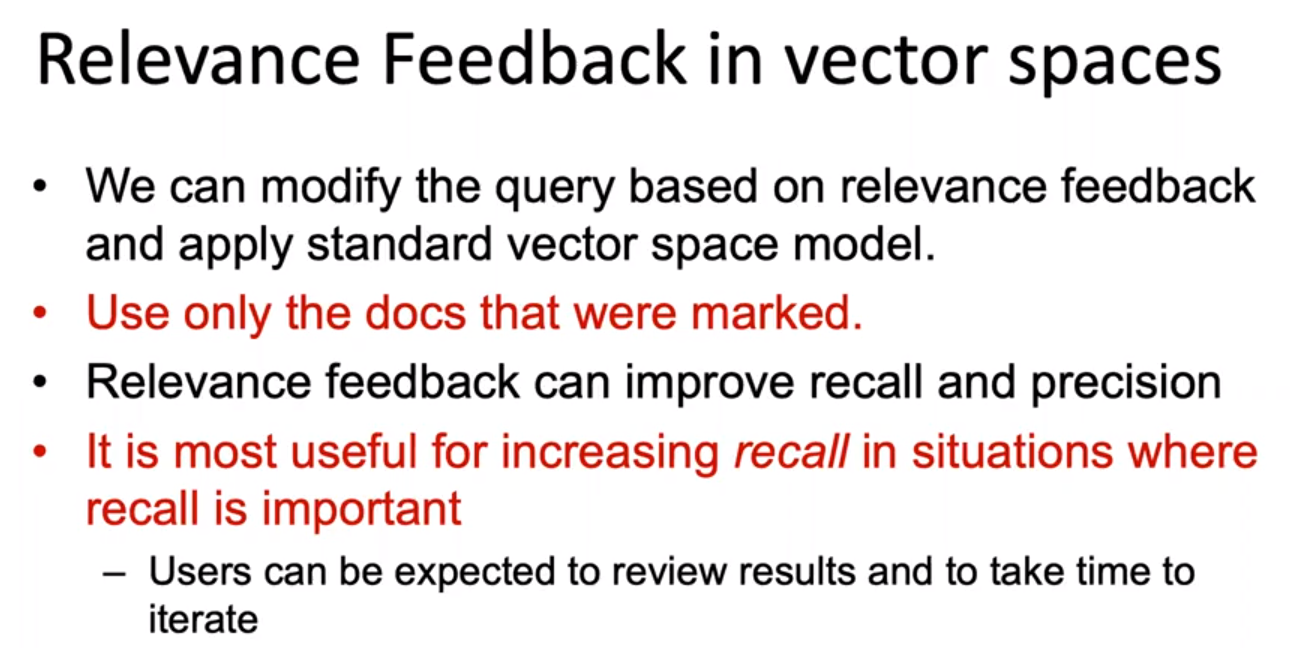 Relevance Feedback in vector spaces
• We can modify the query based on relevance feedback
and apply standard vector space model.
• Use only the docs that were marked.
• Relevance feedback can improve recall and precision
• It is most useful for increasing recall in situations where
recall is important
– Users can be expected to review results and to take time to
iterate